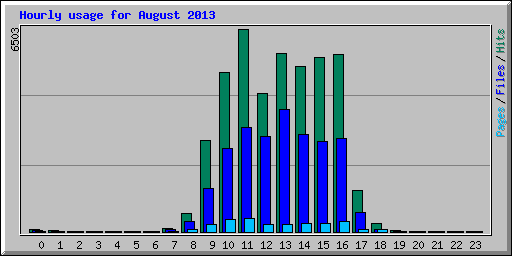 Hourly usage for August 2013
6503
Pages / Files / Hits
0 1 2 3 4 5 6 7 8 9 10 11 12 13 14 15 16 17 18 19 20 21 22 23